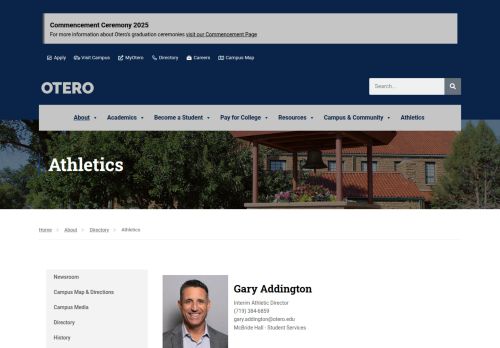 Commencement Ceremony 2025
For more information about Otero's graduation ceremonies visit our Commencement Page
Apply Visit Campus MyOtero Directory Careers Campus Map
OTERO
Search...
About Academics Become a Student Pay for College Resources Campus & Community Athletics
Athletics
Home > About > Directory > Athletics
Newsroom
Campus Map & Directions
Campus Media
Directory
History
Gary Addington
Interim Athletic Director
(719) 384-6859
gary.addington@otero.edu
McBride Hall - Student Services